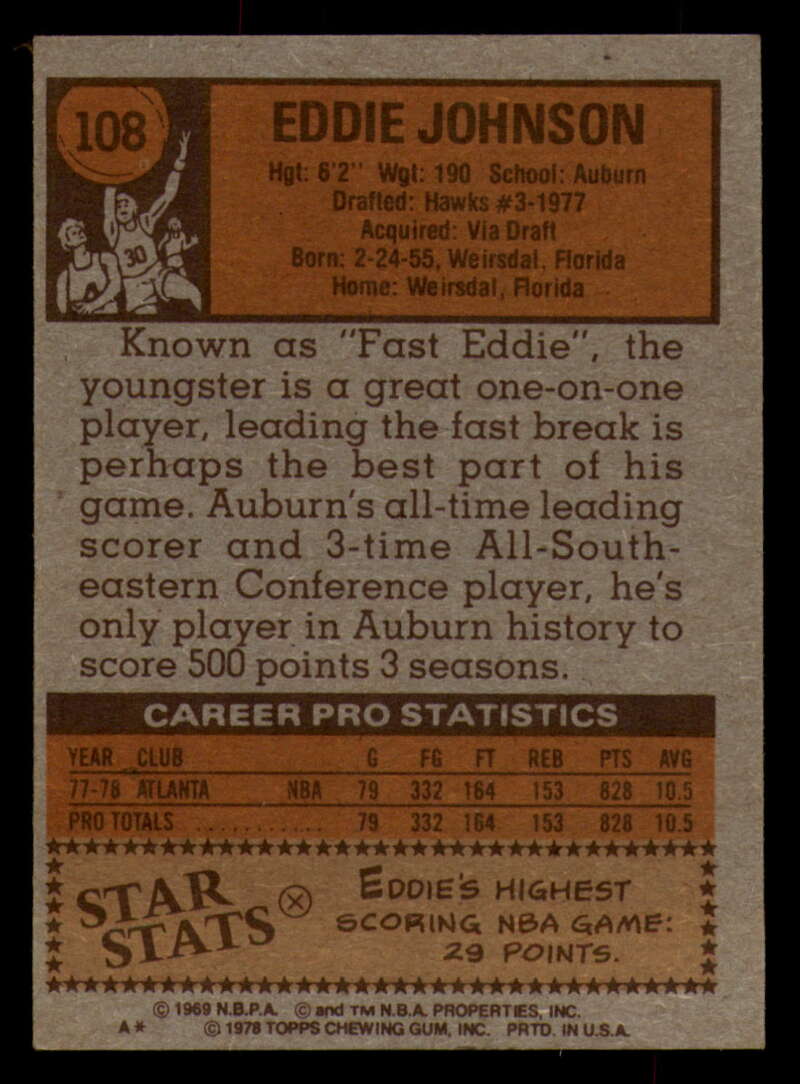 108
EDDIE JOHNSON
Hgt: 6'2" Wgt: 190 School: Auburn
Drafted: Hawks #3-1977
Acquired: Via Draft
Born: 2-24-55, Weirsdal, Florida
Home: Weirsdal, Florida
30
Known as "Fast Eddie", the
youngster is a great one-on-one
player, leading the fast break is
perhaps the best part of his
game. Auburn's all-time leading
scorer and 3-time All-South-
eastern Conference player, he's
only player in Auburn history to
score 500 points 3 seasons.
CAREER PRO STATISTICS
YEAR CLUB G FG FT REB PTS AVG
77-78 ATLANTA NBA 79 332 164 153 828 10.5
PRO TOTALS ............ 79 332 164 153 828 10.5
STAR STATS
EDDIE'S HIGHEST
SCORING NBA GAME:
29 POINTS.
© 1969 N.B.P.A. © and TM N.B.A. PROPERTIES, INC.
A* © 1978 TOPPS CHEWING GUM, INC. PRTD. IN U.S.A.